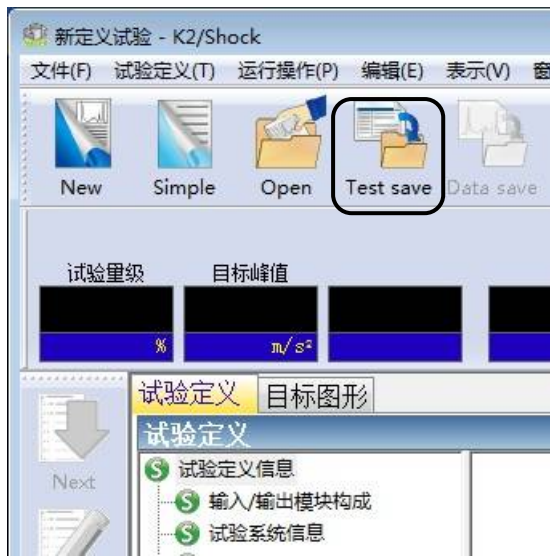 新定义试验 - K2/Shock
文件(F) 试验定义(T) 运行操作(P) 编辑(E) 表示(V) 窗
New Simple Open Test save Data save
试验量级 目标峰值
% m/s²
试验定义 目标图形
试验定义
试验定义信息
Next
输入/输出模块构成
试验系统信息